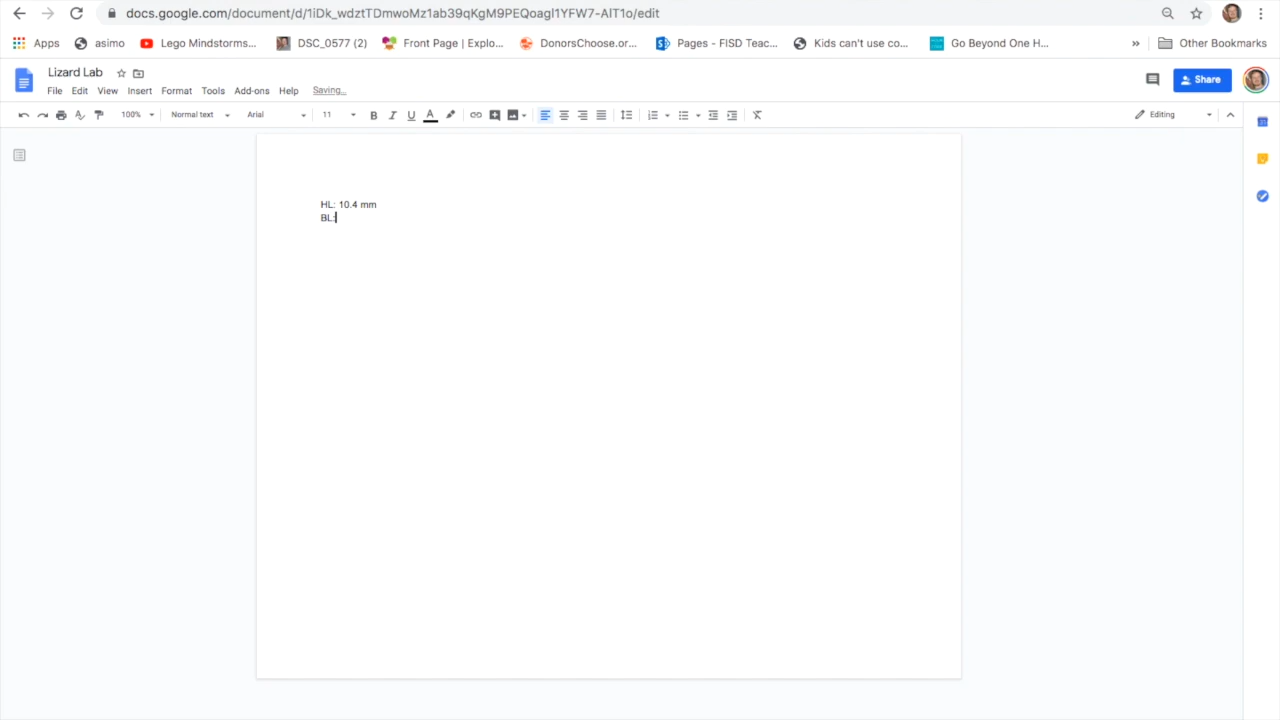 docs.google.com/document/d/1iDk_wdztTDmwoMz1ab39qKgM9PEQoagI1YFW7-AIT1o/edit
Apps asimo Lego Mindstorms... DSC_0577 (2) Front Page | Explo... DonorsChoose.or... Pages - FISD Teac... Kids can't use co... Go Beyond One H... » Other Bookmarks
Lizard Lab
File Edit View Insert Format Tools Add-ons Help Saving... Share
100% Normal text Arial 11 B I U A Editing
HL: 10.4 mm
BL: